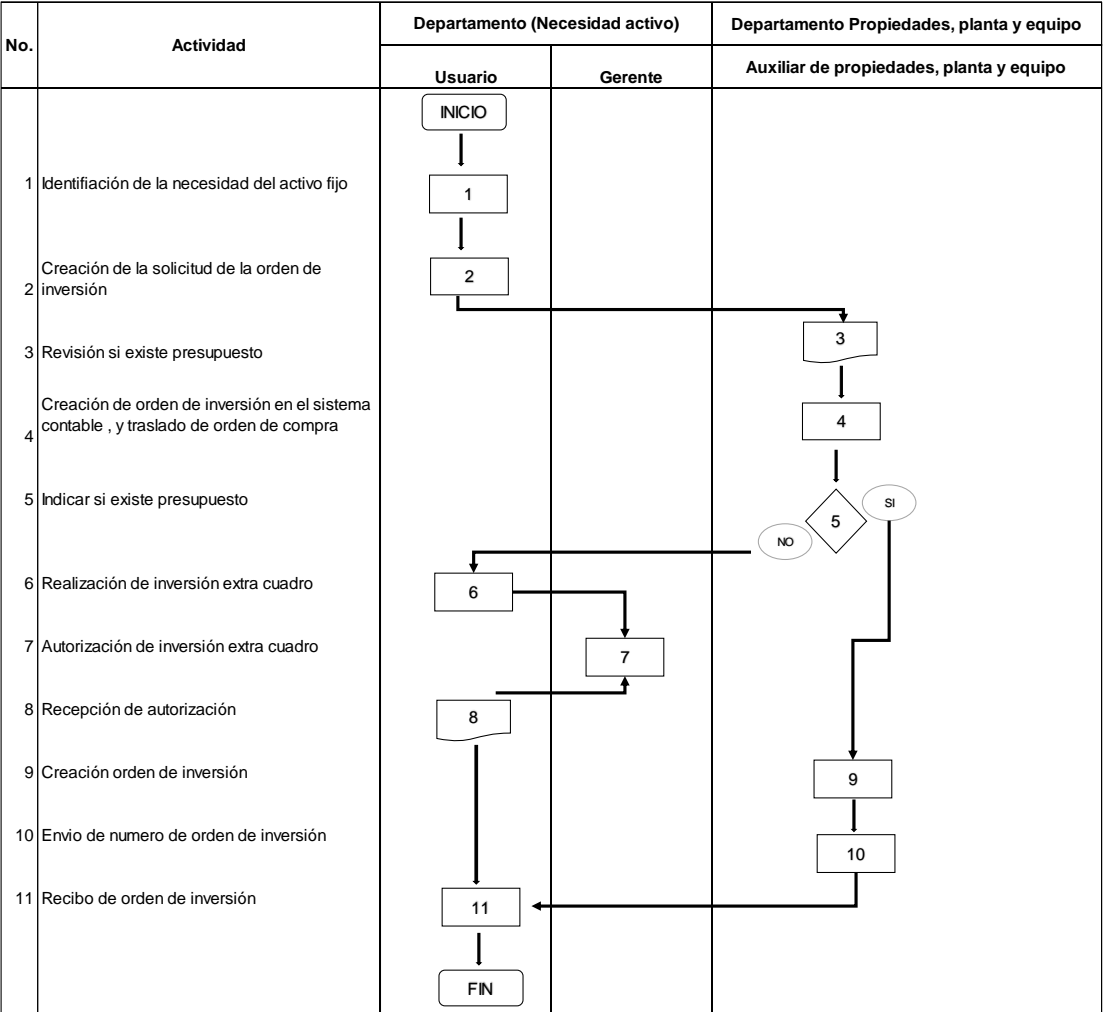 No.
Actividad
Departamento (Necesidad activo)
Departamento Propiedades, planta y equipo
Usuario
Gerente
Auxiliar de propiedades, planta y equipo
INICIO
1 Identifiación de la necesidad del activo fijo
1
Creación de la solicitud de la orden de
2 inversión
2
3 Revisión si existe presupuesto
3
Creación de orden de inversión en el sistema
4 contable , y traslado de orden de compra
4
5 Indicar si existe presupuesto
5
SI
NO
6 Realización de inversión extra cuadro
6
7 Autorización de inversión extra cuadro
7
8 Recepción de autorización
8
9 Creación orden de inversión
9
10 Envio de numero de orden de inversión
10
11 Recibo de orden de inversión
11
FIN